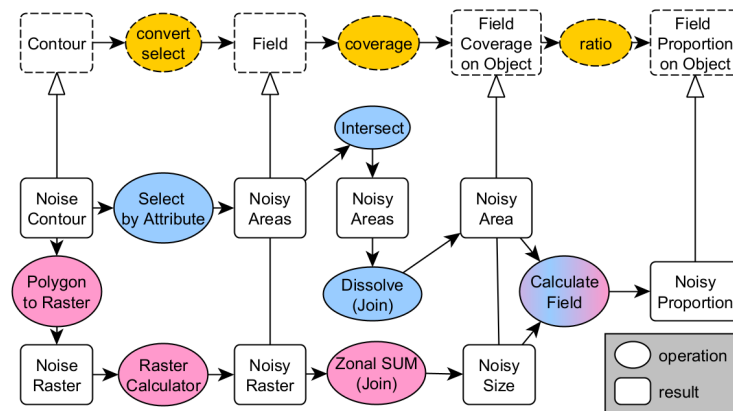 Contour
convert
select
Field
coverage
Field
Coverage
on Object
ratio
Field
Proportion
on Object
Intersect
Noise
Contour
Select
by Attribute
Noisy
Areas
Noisy
Areas
Noisy
Area
Polygon
to Raster
Dissolve
(Join)
Calculate
Field
Noisy
Proportion
Noise
Raster
Raster
Calculator
Noisy
Raster
Zonal SUM
(Join)
Noisy
Size
operation
result